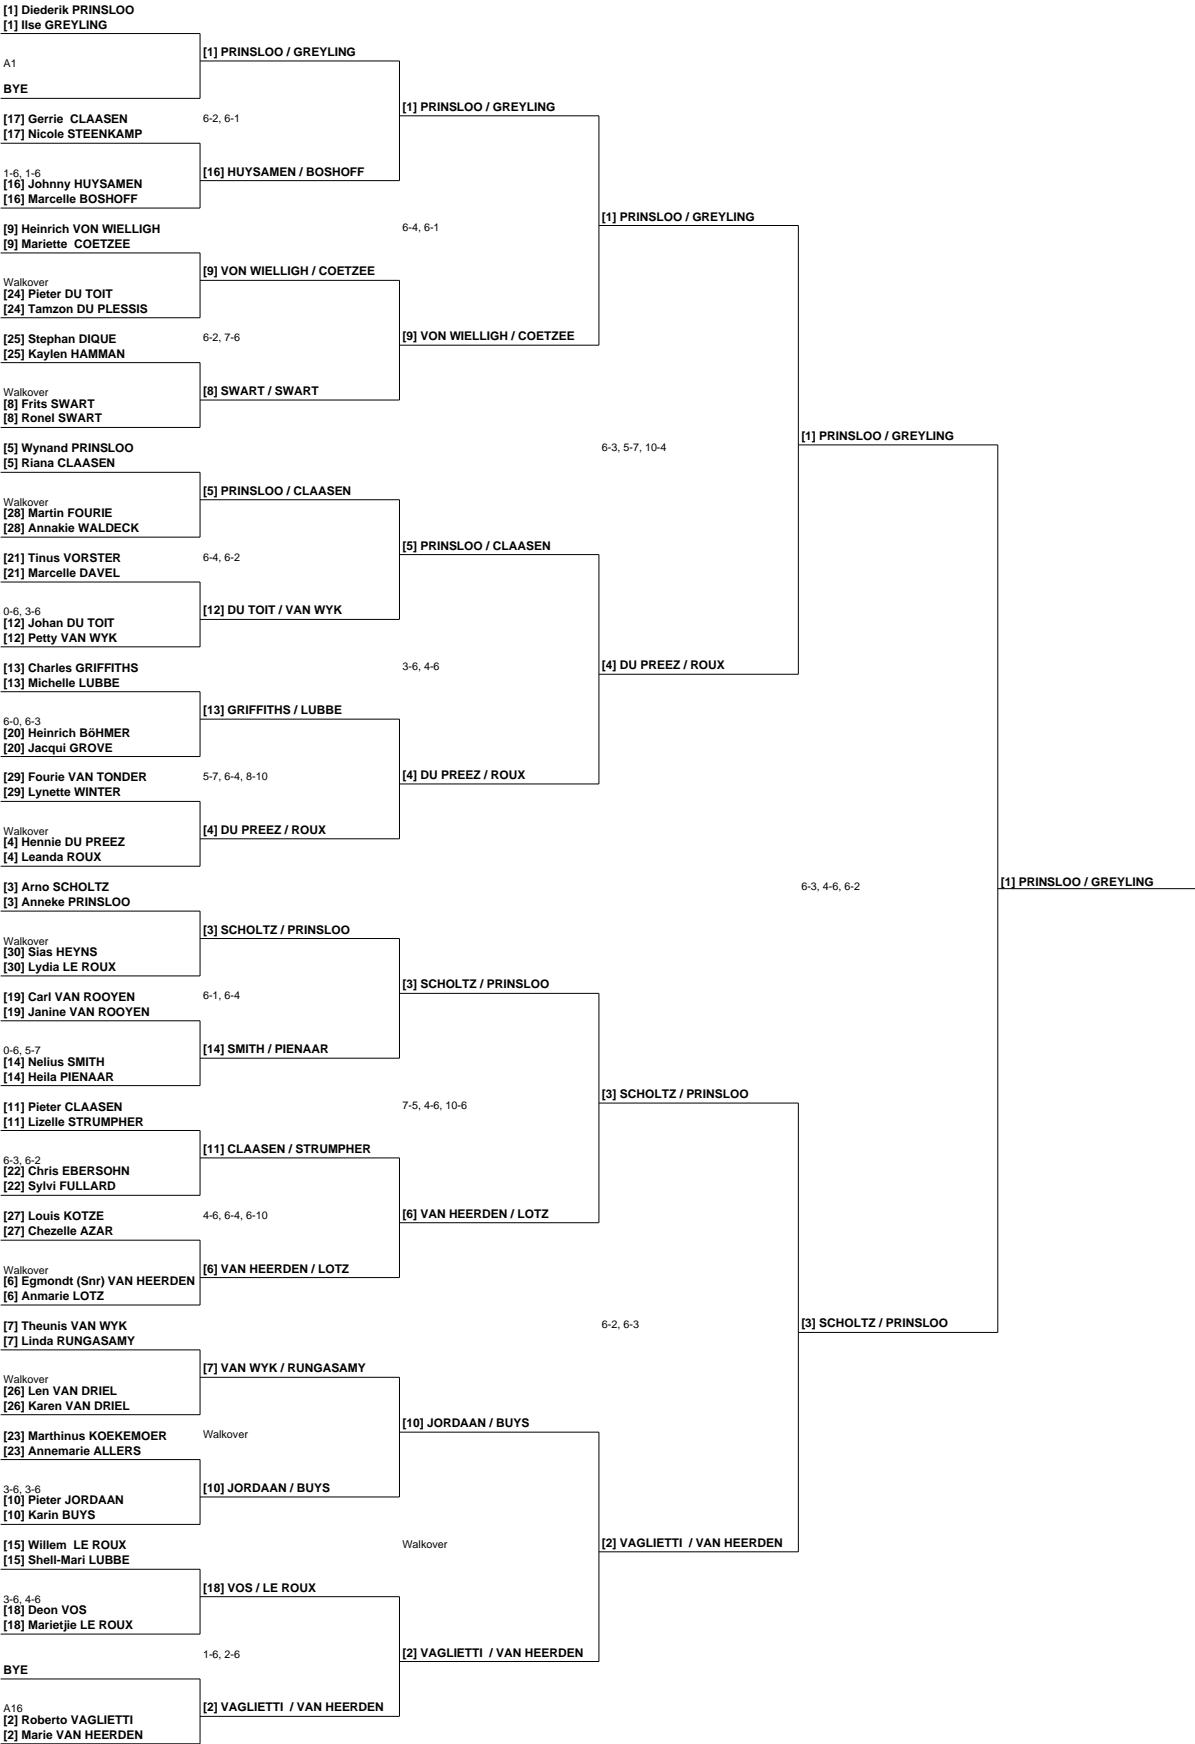 [1] Diederik PRINSLOO
[1] Ilse GREYLING
[1] PRINSLOO / GREYLING
A1
BYE
[1] PRINSLOO / GREYLING
[17] Gerrie  CLAASEN
6-2, 6-1
[17] Nicole STEENKAMP
1-6, 1-6
[16] HUYSAMEN / BOSHOFF
[16] Johnny HUYSAMEN
[16] Marcelle BOSHOFF
[1] PRINSLOO / GREYLING
[9] Heinrich VON WIELLIGH
6-4, 6-1
[9] Mariette  COETZEE
[9] VON WIELLIGH / COETZEE
Walkover
[24] Pieter DU TOIT
[24] Tamzon DU PLESSIS
[9] VON WIELLIGH / COETZEE
[25] Stephan DIQUE
6-2, 7-6
[25] Kaylen HAMMAN
Walkover
[8] SWART / SWART
[8] Frits SWART
[8] Ronel SWART
[1] PRINSLOO / GREYLING
[5] Wynand PRINSLOO
6-3, 5-7, 10-4
[5] Riana CLAASEN
[5] PRINSLOO / CLAASEN
Walkover
[28] Martin FOURIE
[28] Annakie WALDECK
[5] PRINSLOO / CLAASEN
[21] Tinus VORSTER
6-4, 6-2
[21] Marcelle DAVEL
0-6, 3-6
[12] DU TOIT / VAN WYK
[12] Johan DU TOIT
[12] Petty VAN WYK
[4] DU PREEZ / ROUX
[13] Charles GRIFFITHS
3-6, 4-6
[13] Michelle LUBBE
[13] GRIFFITHS / LUBBE
6-0, 6-3
[20] Heinrich BöHMER
[20] Jacqui GROVE
[4] DU PREEZ / ROUX
[29] Fourie VAN TONDER
5-7, 6-4, 8-10
[29] Lynette WINTER
Walkover
[4] DU PREEZ / ROUX
[4] Hennie DU PREEZ
[4] Leanda ROUX
[1] PRINSLOO / GREYLING
[3] Arno SCHOLTZ
6-3, 4-6, 6-2
[3] Anneke PRINSLOO
[3] SCHOLTZ / PRINSLOO
Walkover
[30] Sias HEYNS
[30] Lydia LE ROUX
[3] SCHOLTZ / PRINSLOO
[19] Carl VAN ROOYEN
6-1, 6-4
[19] Janine VAN ROOYEN
0-6, 5-7
[14] SMITH / PIENAAR
[14] Nelius SMITH
[14] Heila PIENAAR
[3] SCHOLTZ / PRINSLOO
[11] Pieter CLAASEN
7-5, 4-6, 10-6
[11] Lizelle STRUMPHER
[11] CLAASEN / STRUMPHER
6-3, 6-2
[22] Chris EBERSOHN
[22] Sylvi FULLARD
[6] VAN HEERDEN / LOTZ
[27] Louis KOTZE
4-6, 6-4, 6-10
[27] Chezelle AZAR
Walkover
[6] VAN HEERDEN / LOTZ
[6] Egmondt (Snr) VAN HEERDEN
[6] Anmarie LOTZ
[3] SCHOLTZ / PRINSLOO
[7] Theunis VAN WYK
6-2, 6-3
[7] Linda RUNGASAMY
[7] VAN WYK / RUNGASAMY
Walkover
[26] Len VAN DRIEL
[26] Karen VAN DRIEL
[10] JORDAAN / BUYS
[23] Marthinus KOEKEMOER
Walkover
[23] Annemarie ALLERS
3-6, 3-6
[10] JORDAAN / BUYS
[10] Pieter JORDAAN
[10] Karin BUYS
[2] VAGLIETTI  / VAN HEERDEN
[15] Willem  LE ROUX
Walkover
[15] Shell-Mari LUBBE
[18] VOS / LE ROUX
3-6, 4-6
[18] Deon VOS
[18] Marietjie LE ROUX
[2] VAGLIETTI  / VAN HEERDEN
1-6, 2-6
BYE
A16
[2] VAGLIETTI  / VAN HEERDEN
[2] Roberto VAGLIETTI
[2] Marie VAN HEERDEN